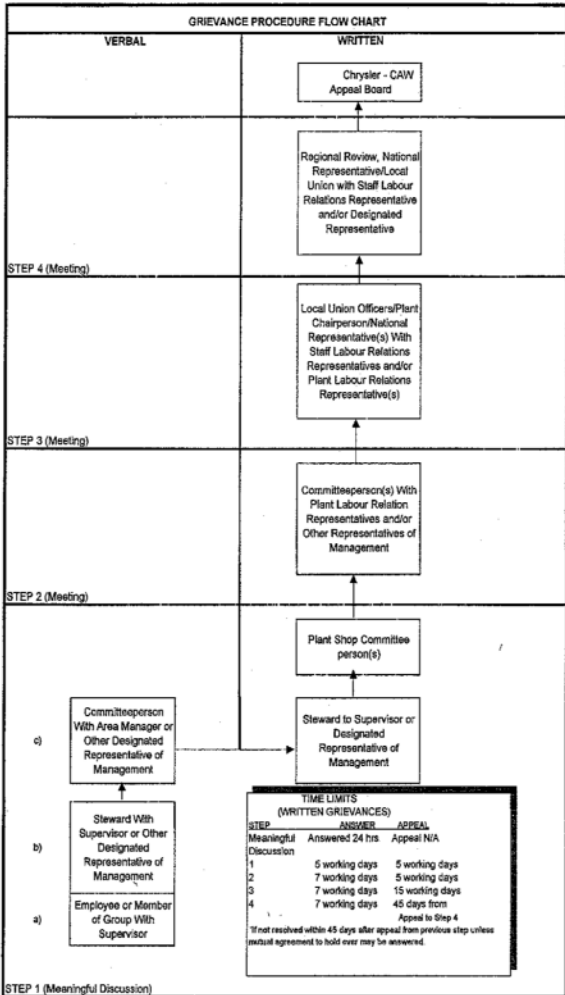 GRIEVANCE PROCEDURE FLOW CHART
VERBAL
WRITTEN
Chrysler - CAW
Appeal Board
Regional Review, National
Representative/Local
Union with Staff Labour
Relations Representative
and/or Designated
Representative
STEP 4 (Meeting)
Local Union Officers/Plant
Chairperson/National
Representative(s) With
Staff Labour Relations
Representatives and/or
Plant Labour Relations
Representative(s)
STEP 3 (Meeting)
Committeeperson(s) With
Plant Labour Relation
Representatives and/or
Other Representatives of
Management
STEP 2 (Meeting)
Plant Shop Committee
person(s)
c)
Committeeperson
With Area Manager or
Other Designated
Representative of
Management
Steward to Supervisor or
Designated
Representative of
Management
b)
Steward With
Supervisor or Other
Designated
Representative of
Management
a)
Employee or Member
of Group With
Supervisor
TIME LIMITS
(WRITTEN GRIEVANCES)
STEP ANSWER APPEAL
Meaningful Answered 24 hrs. Appeal N/A
Discussion
1 5 working days 5 working days
2 7 working days 5 working days
3 7 working days 15 working days
4 7 working days 45 days from
Appeal to Step 4
*If not resolved within 45 days after appeal from previous step unless
mutual agreement to hold over may be answered.
STEP 1 (Meaningful Discussion)